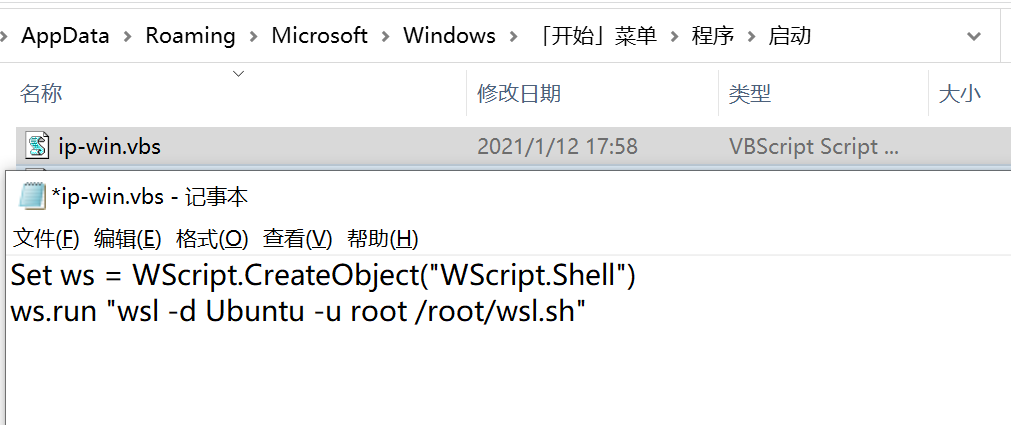 AppData › Roaming › Microsoft › Windows › 「开始」菜单 › 程序 › 启动
名称 修改日期 类型 大小
ip-win.vbs 2021/1/12 17:58 VBScript Script ...
*ip-win.vbs - 记事本
文件(F) 编辑(E) 格式(O) 查看(V) 帮助(H)
Set ws = WScript.CreateObject("WScript.Shell")
ws.run "wsl -d Ubuntu -u root /root/wsl.sh"